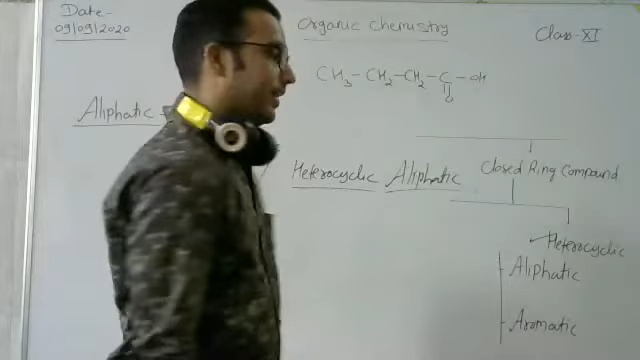 Date-
09/09/2020
Organic Chemistry
Class-XI
CH3-CH2-CH2-C-OH
O
Aliphatic
Heterocyclic Aliphatic
Closed Ring Compound
Heterocyclic
Aliphatic
Aromatic